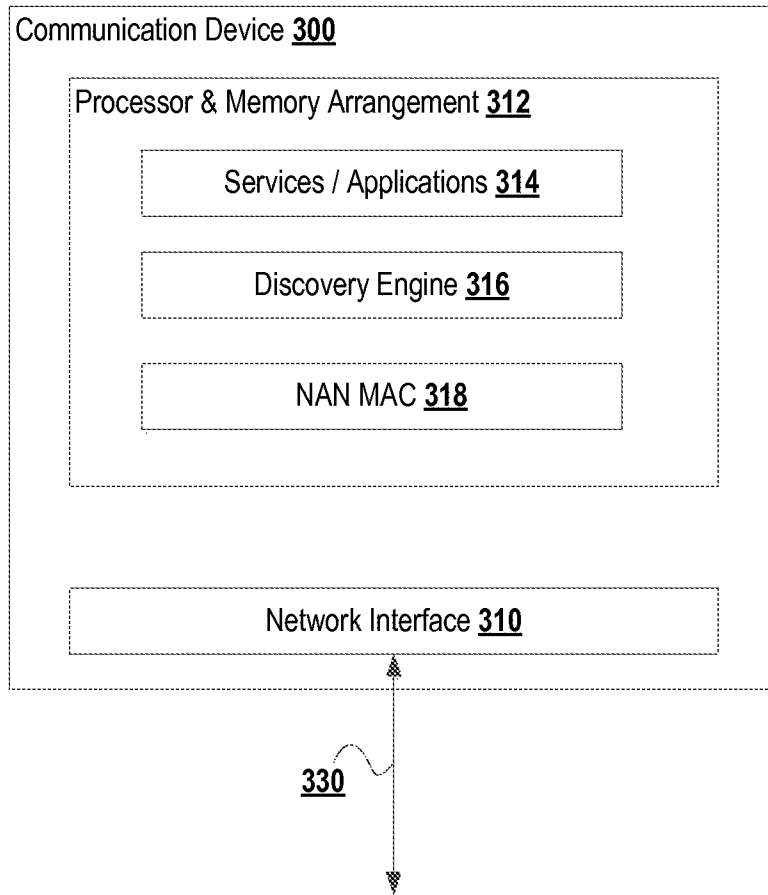 Communication Device 300
Processor & Memory Arrangement 312
Services / Applications 314
Discovery Engine 316
NAN MAC 318
Network Interface 310
330